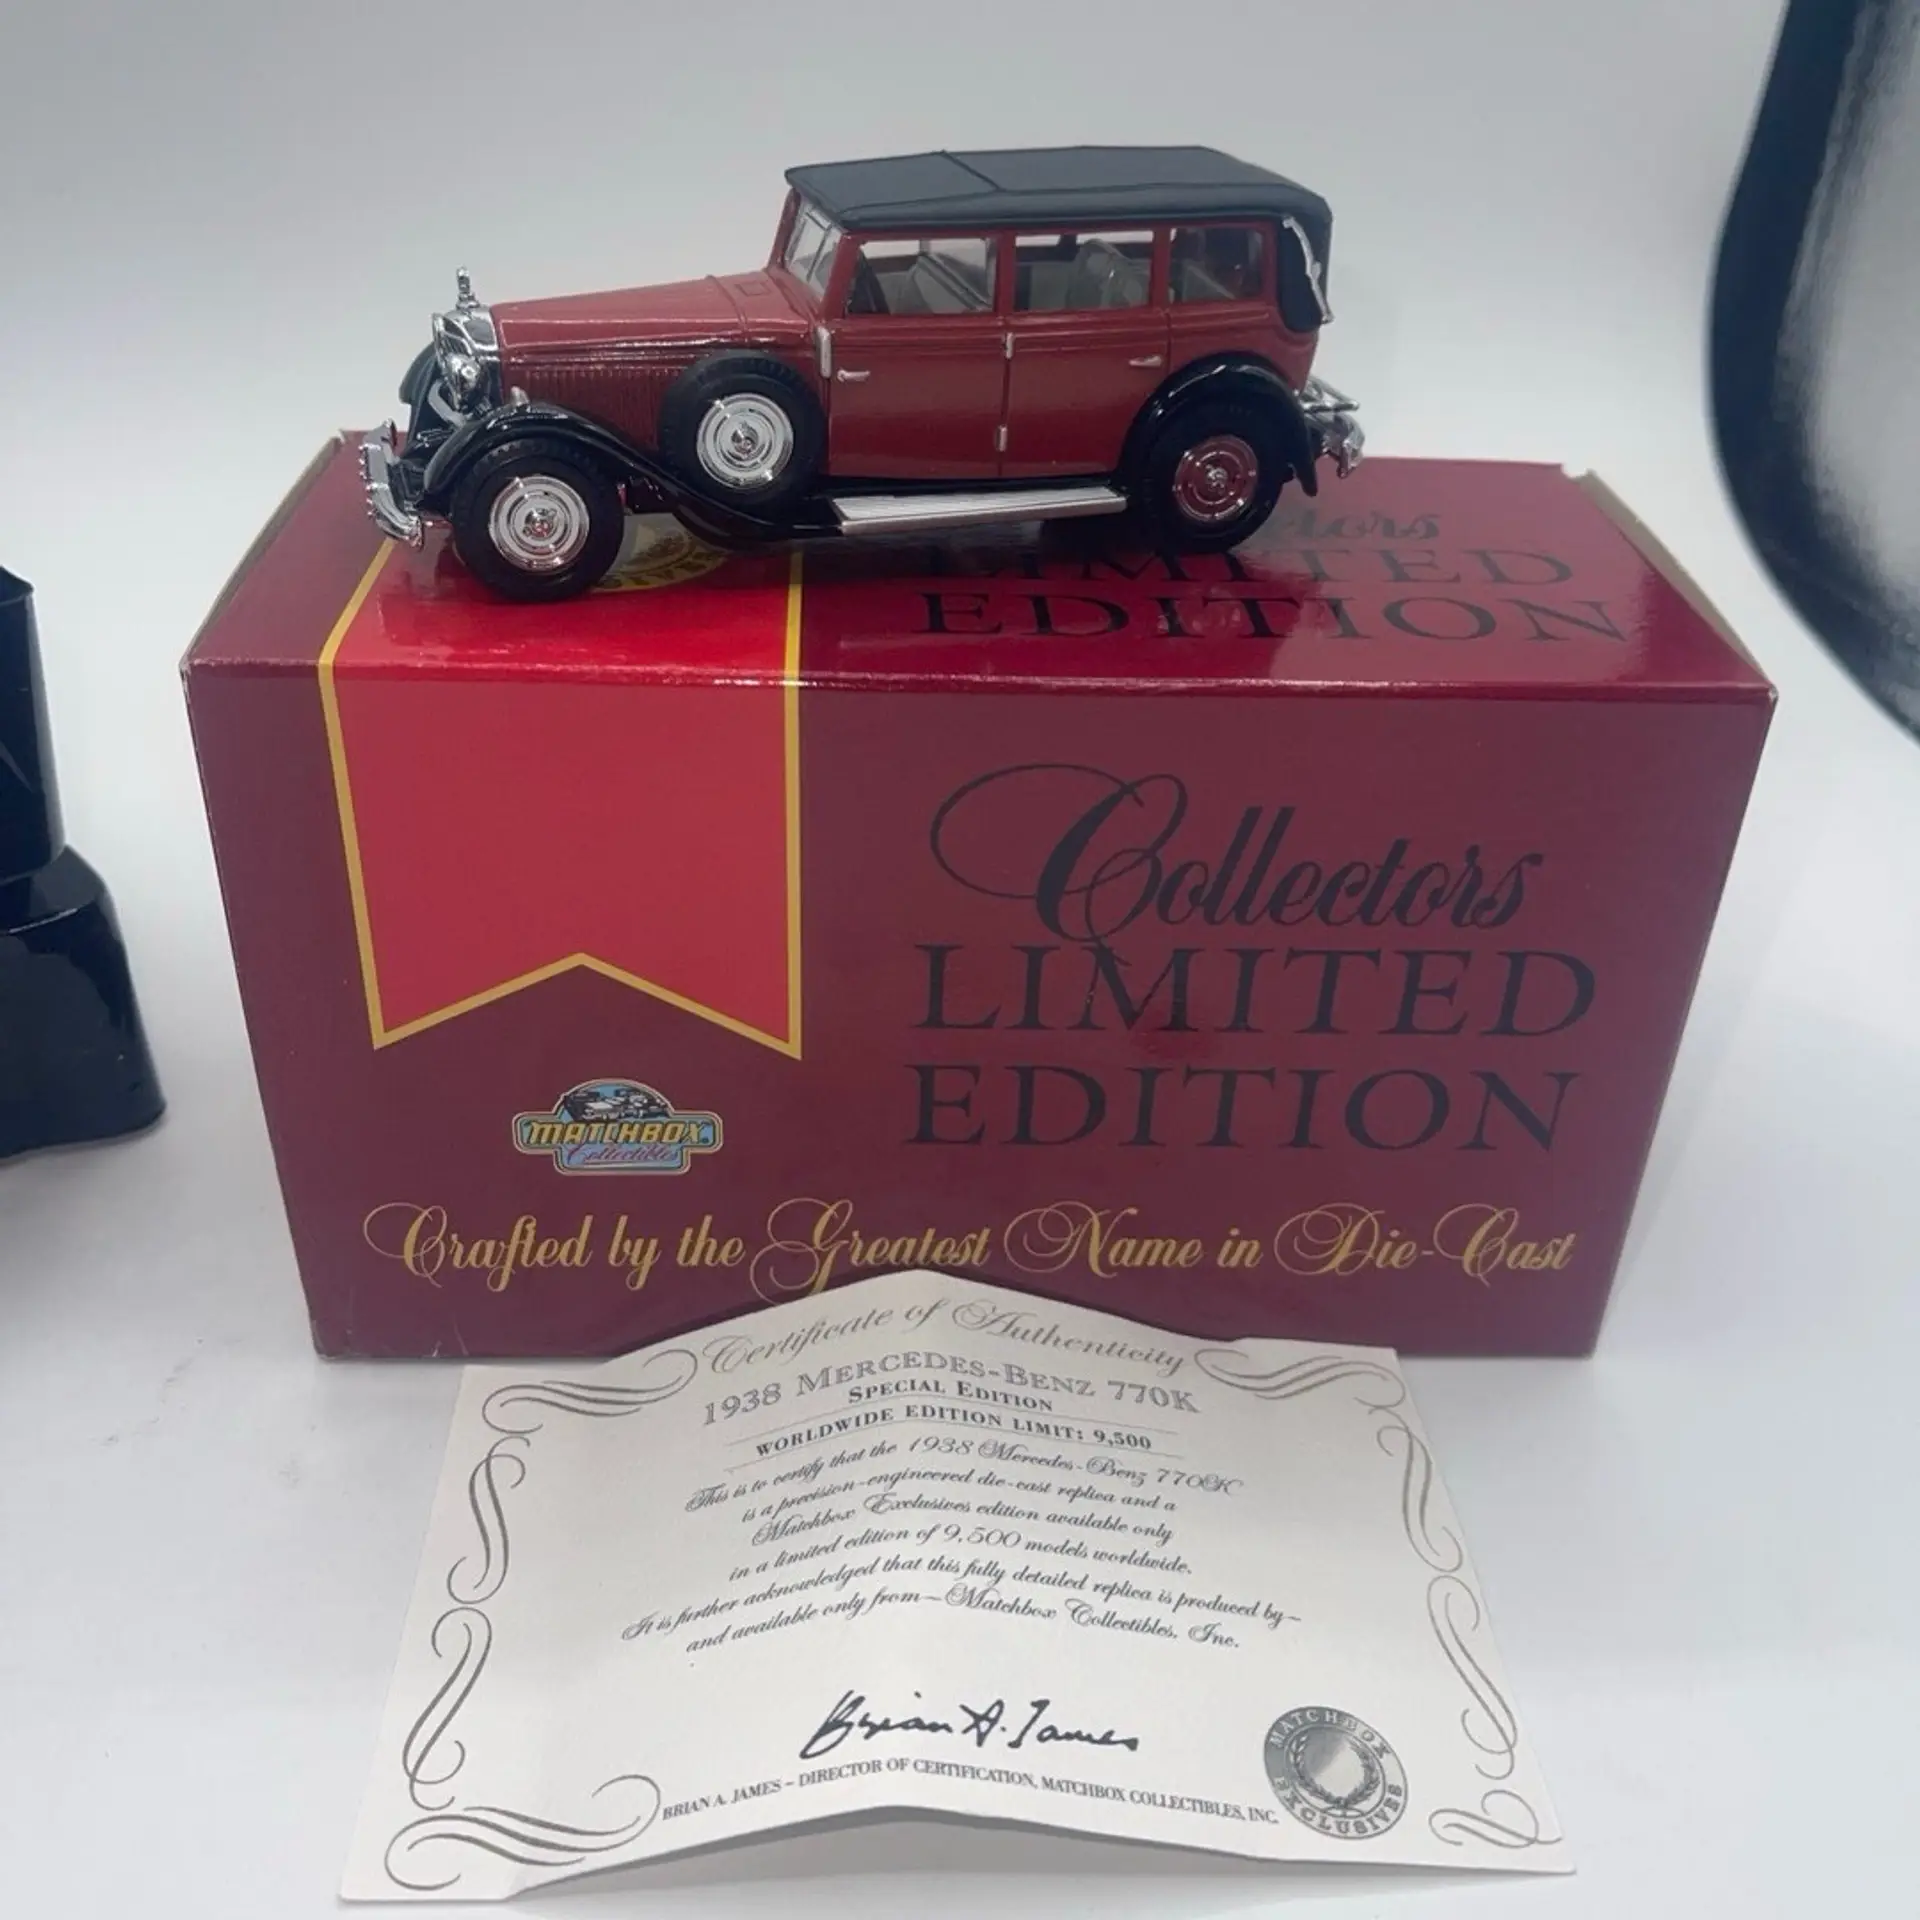 LIMITED
EDITION
Collectors
LIMITED
EDITION
MATCHBOX
Collectibles
Crafted by the Greatest Name in Die-Cast
Certificate of Authenticity
1938 MERCEDES-BENZ 770K
SPECIAL EDITION
WORLDWIDE EDITION LIMIT: 9,500
This is to certify that the 1938 Mercedes-Benz 770K
is a precision-engineered die-cast replica and a
Matchbox Exclusives edition available only
in a limited edition of 9,500 models worldwide.
It is further acknowledged that this fully detailed replica is produced by—
and available only from—Matchbox Collectibles, Inc.
Brian A. James
BRIAN A. JAMES – DIRECTOR OF CERTIFICATION, MATCHBOX COLLECTIBLES, INC.
MATCHBOX
EXCLUSIVES